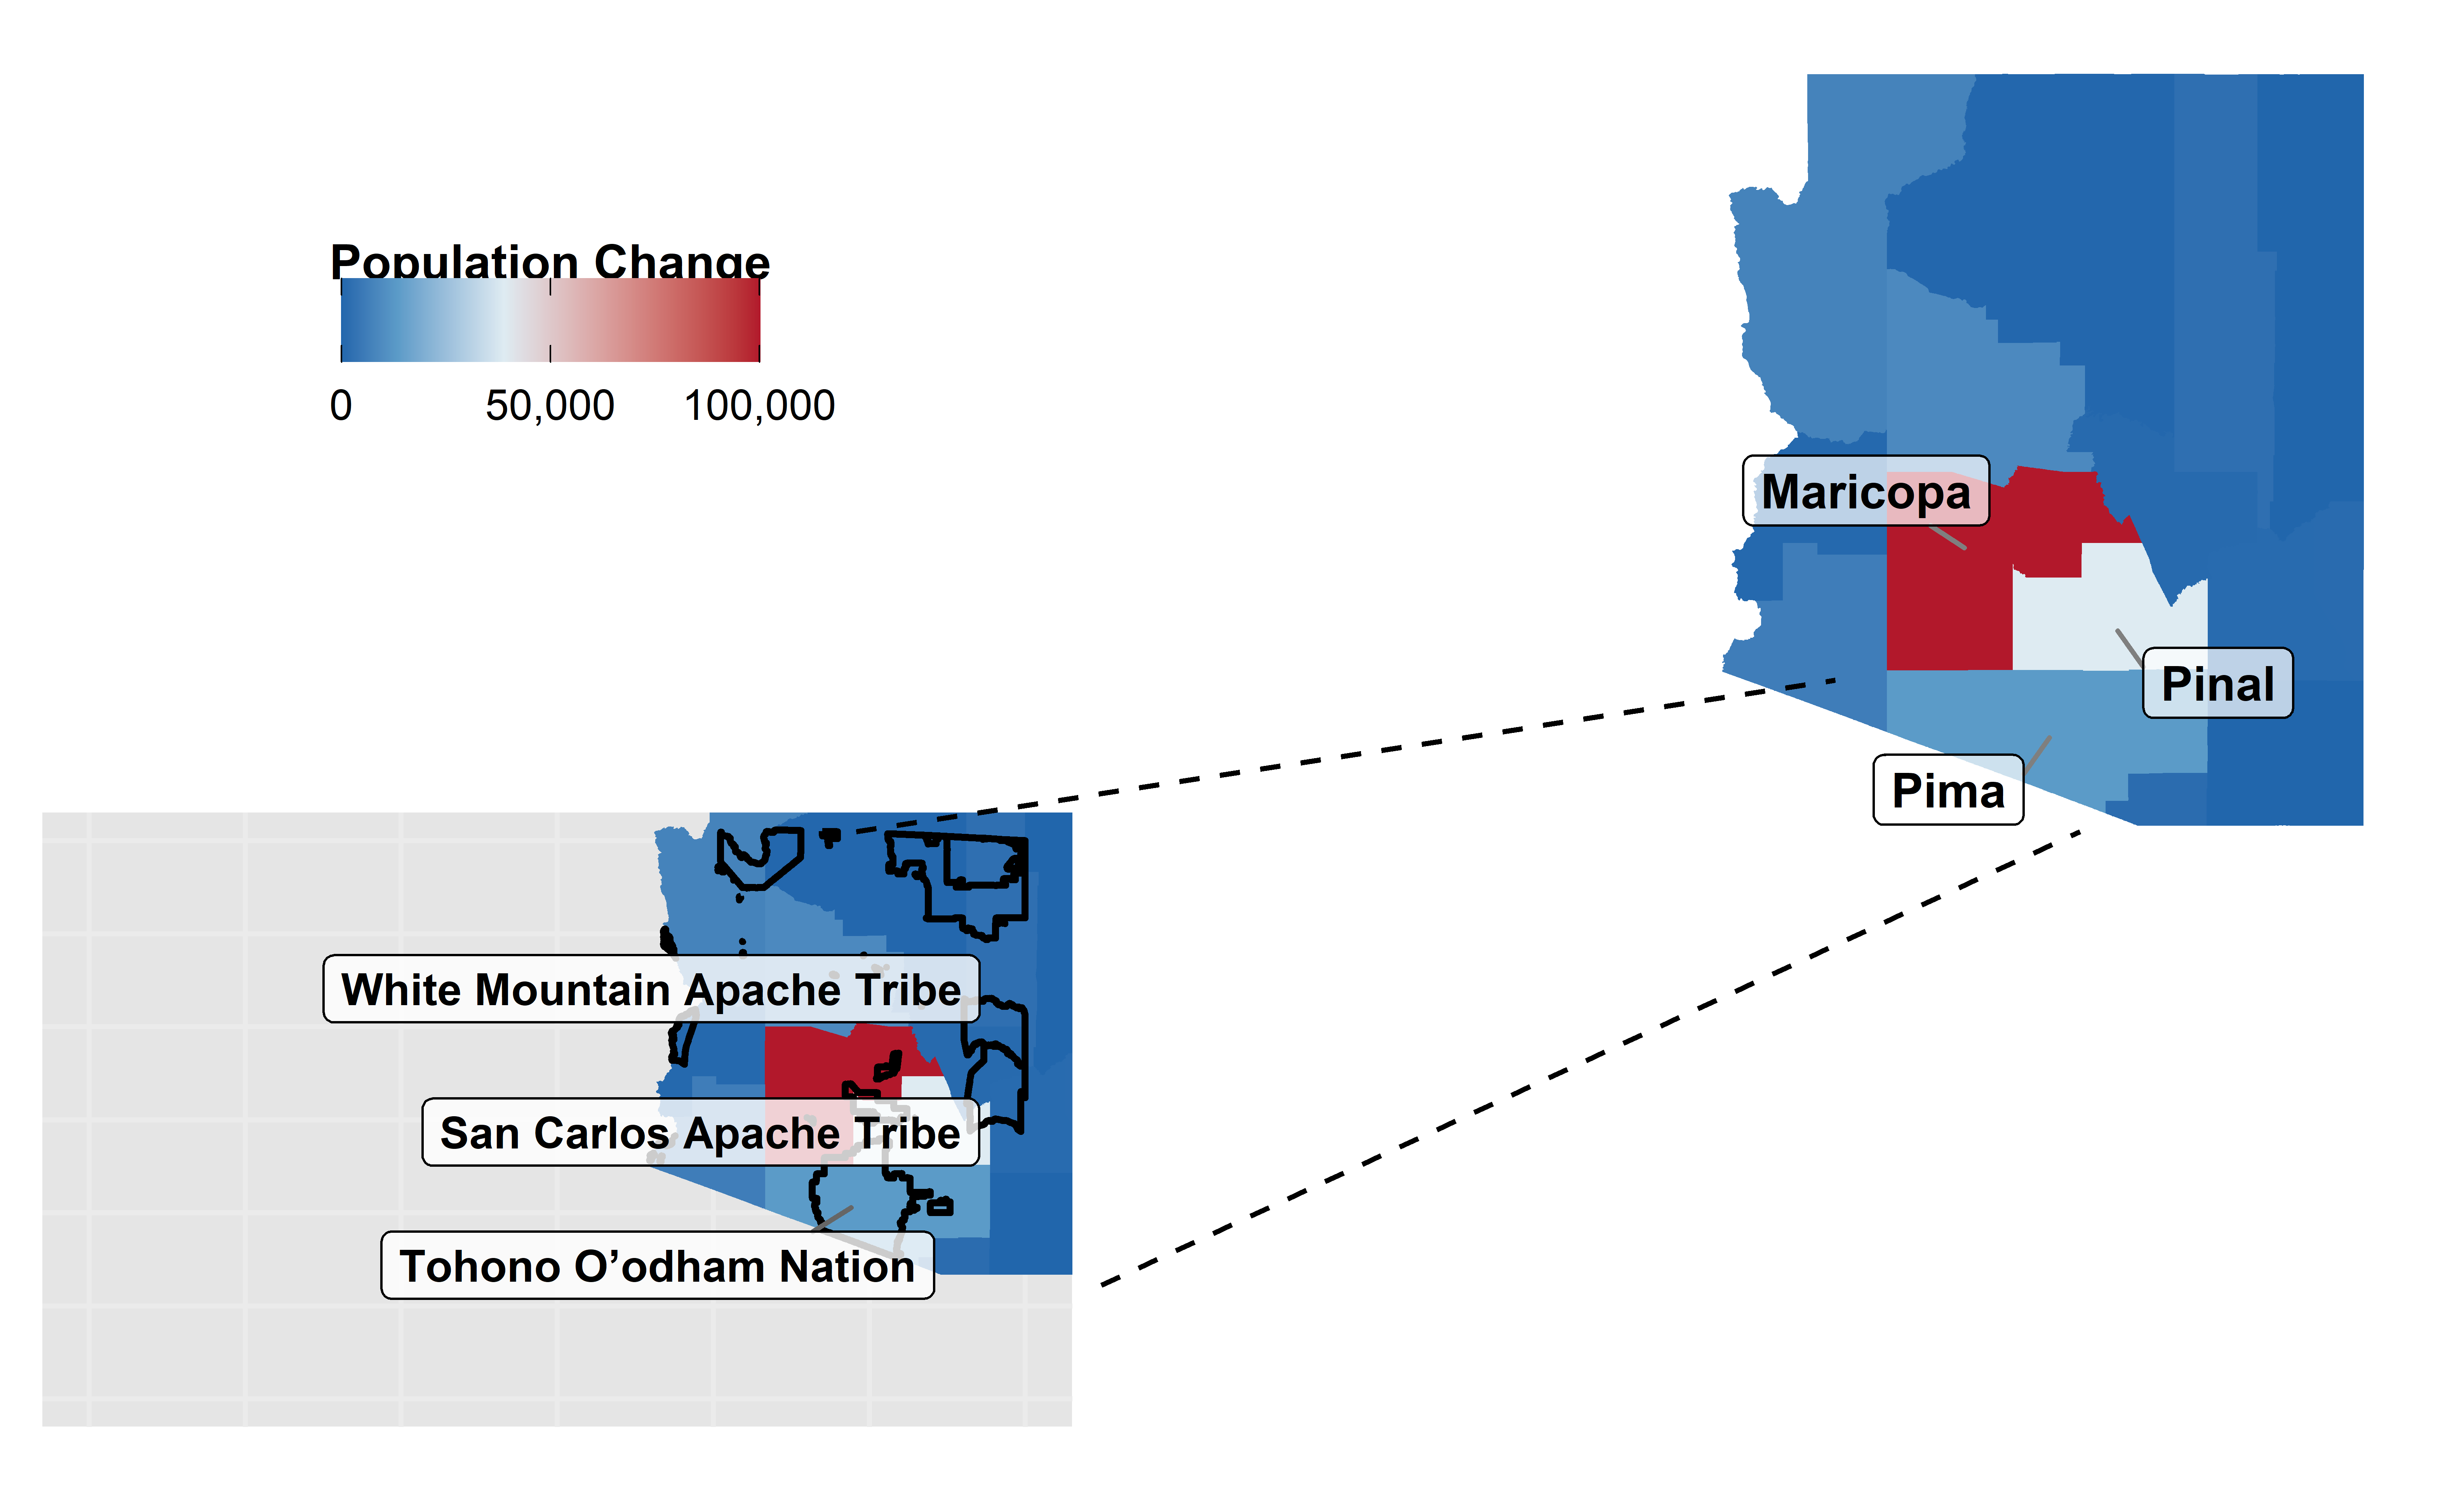 Population Change
0 50,000 100,000
Maricopa
Pinal
Pima
White Mountain Apache Tribe
San Carlos Apache Tribe
Tohono O’odham Nation